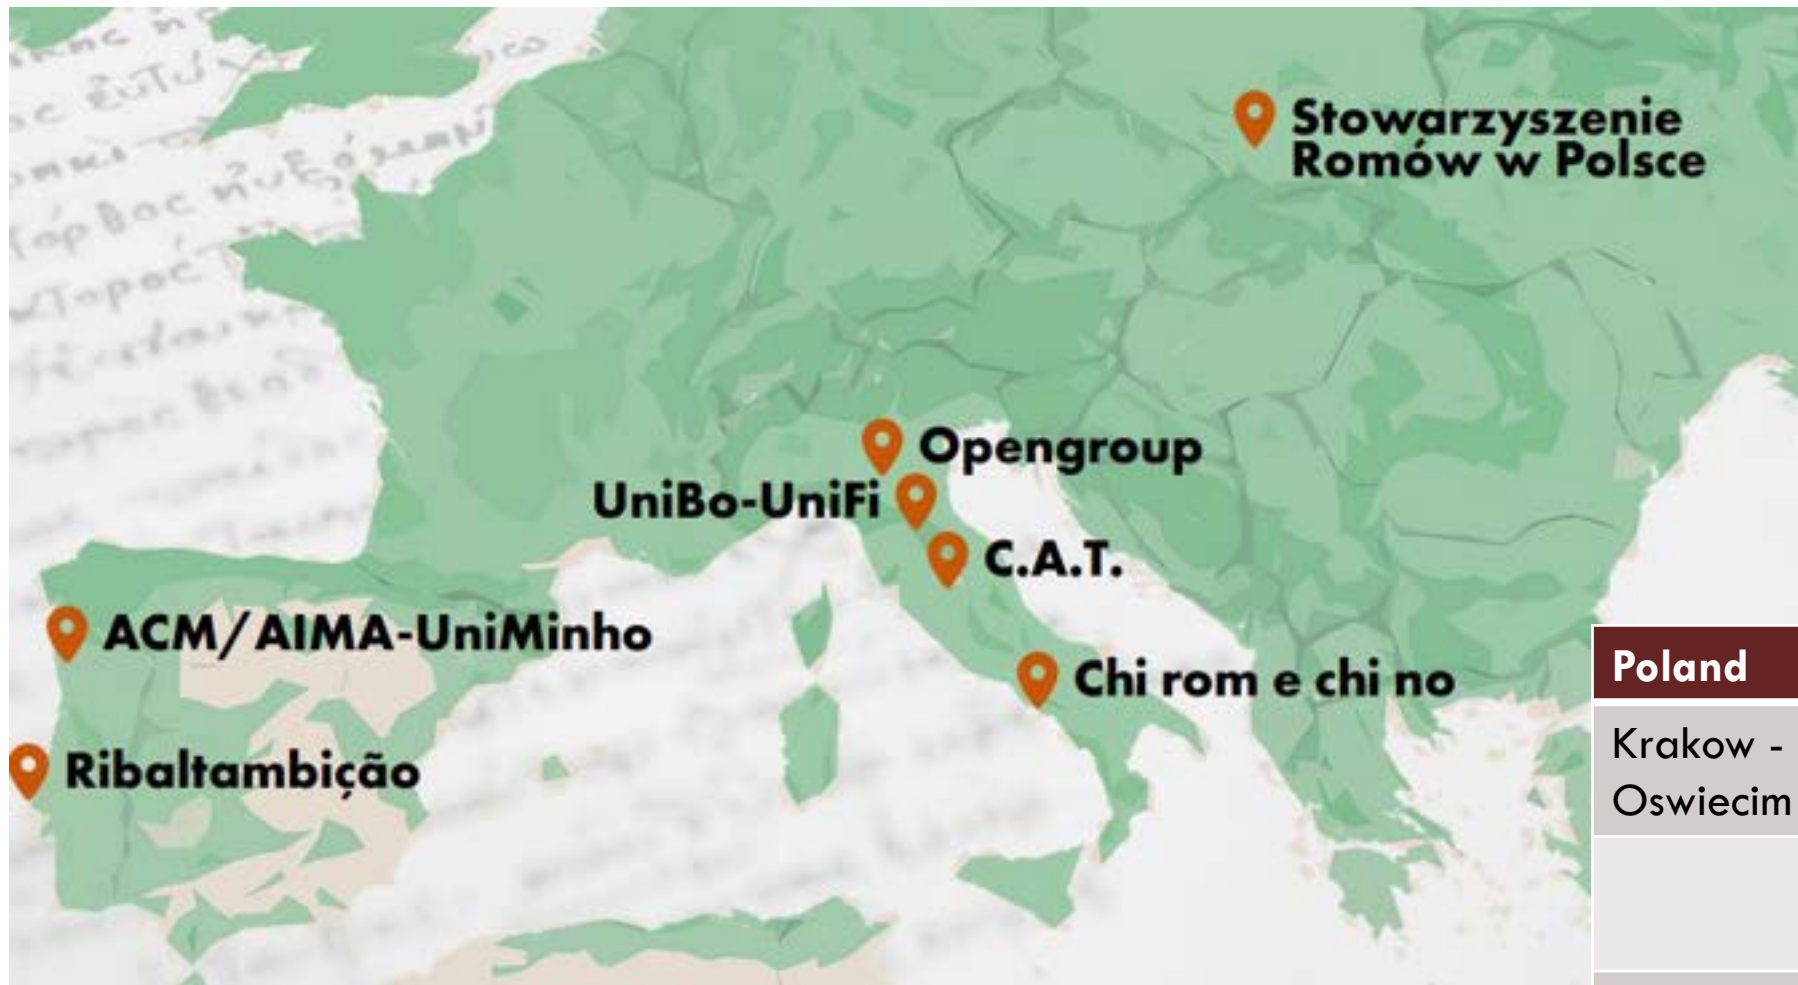 Stowarzyszenie
Romów w Polsce
Opengroup
UniBo-UniFi
C.A.T.
ACM/AIMA-UniMinho
Chi rom e chi no
Ribaltambição
Poland
Krakow -
Oswiecim